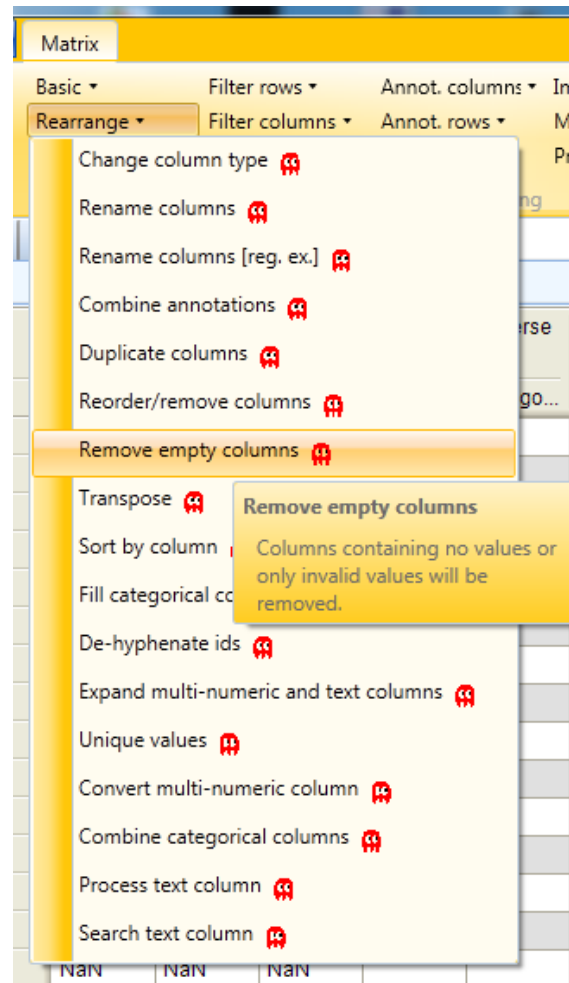 Matrix
Basic Filter rows Annot. columns
Rearrange Filter columns Annot. rows
Change column type
Rename columns
Rename columns [reg. ex.]
Combine annotations
Duplicate columns
Reorder/remove columns
Remove empty columns
Transpose
Remove empty columns
Sort by column
Columns containing no values or
only invalid values will be
removed.
Fill categorical
De-hyphenate ids
Expand multi-numeric and text columns
Unique values
Convert multi-numeric column
Combine categorical columns
Process text column
Search text column
NaN NaN NaN